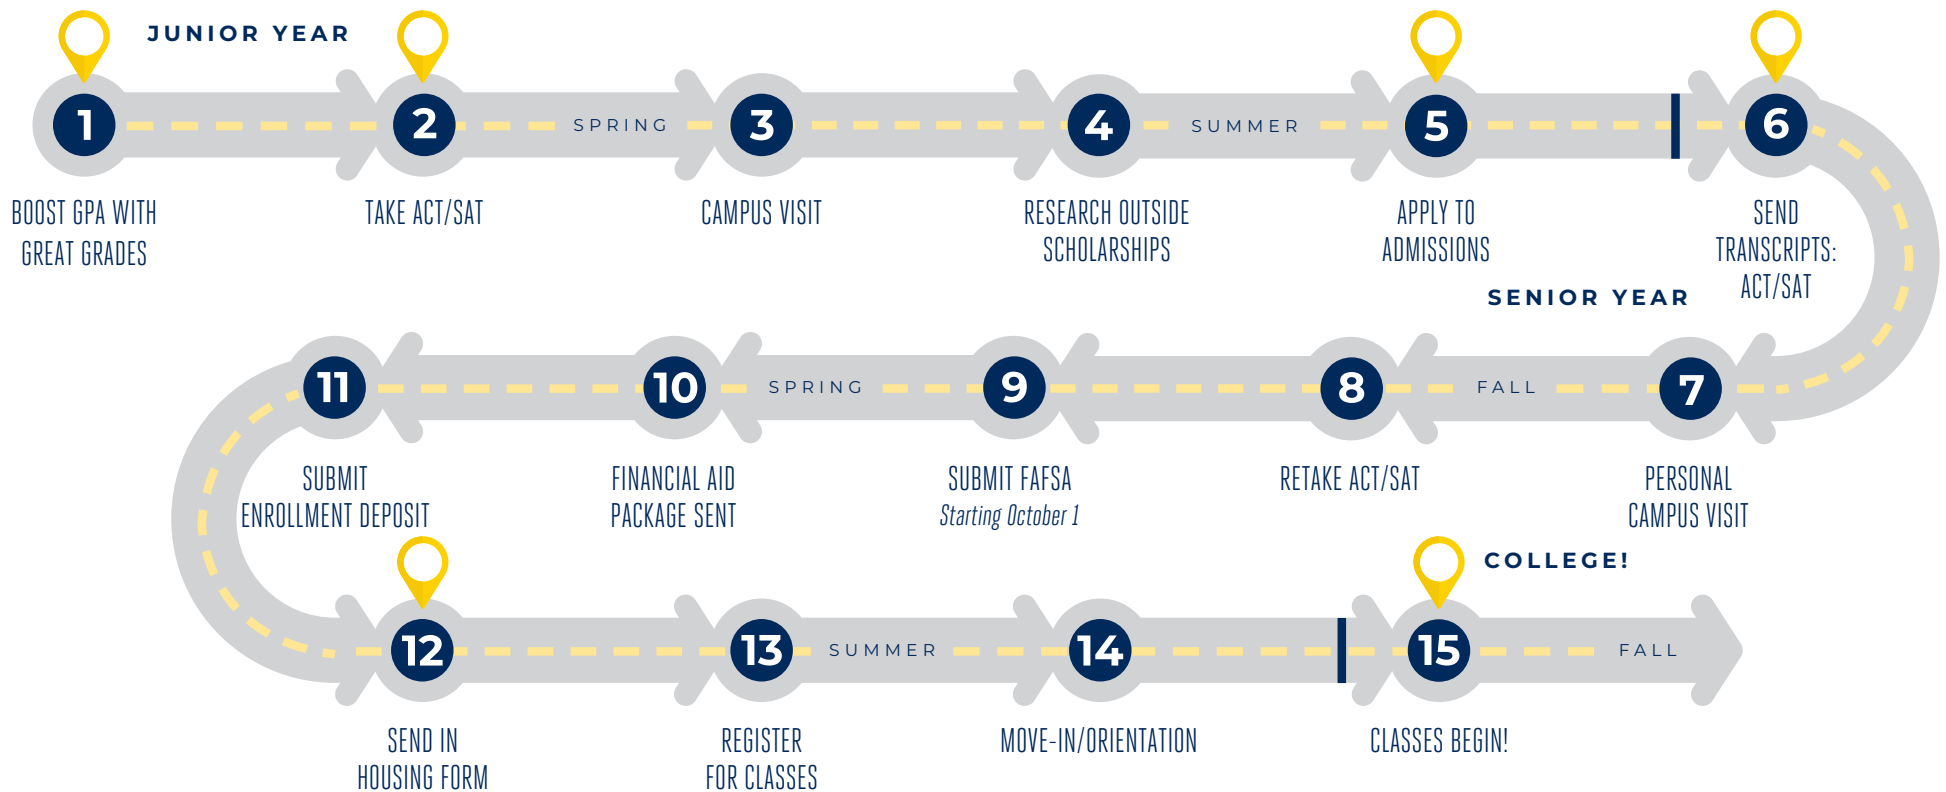 JUNIOR YEAR
1
2
SPRING
3
4
SUMMER
5
6
BOOST GPA WITH
GREAT GRADES
TAKE ACT/SAT
CAMPUS VISIT
RESEARCH OUTSIDE
SCHOLARSHIPS
APPLY TO
ADMISSIONS
SEND
TRANSCRIPTS:
ACT/SAT
SENIOR YEAR
11
10
SPRING
9
8
FALL
7
SUBMIT
ENROLLMENT DEPOSIT
FINANCIAL AID
PACKAGE SENT
SUBMIT FAFSA
Starting October 1
RETAKE ACT/SAT
PERSONAL
CAMPUS VISIT
COLLEGE!
12
13
SUMMER
14
15
FALL
SEND IN
HOUSING FORM
REGISTER
FOR CLASSES
MOVE-IN/ORIENTATION
CLASSES BEGIN!